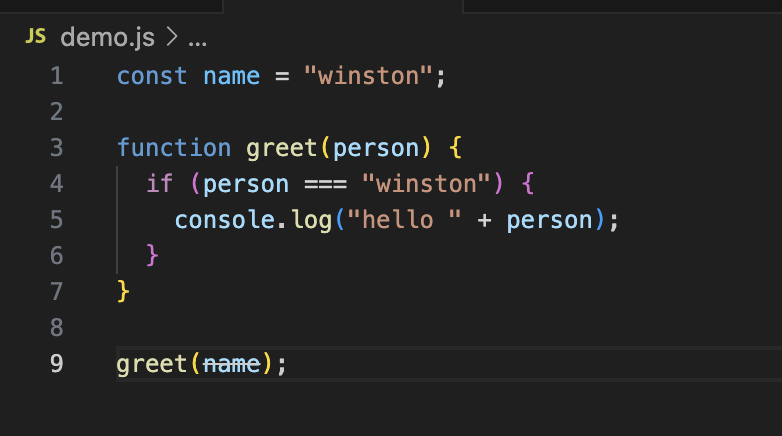 JS demo.js > ...
1 const name = "winston";
2
3 function greet(person) {
4   if (person === "winston") {
5     console.log("hello " + person);
6   }
7 }
8
9 greet(name);